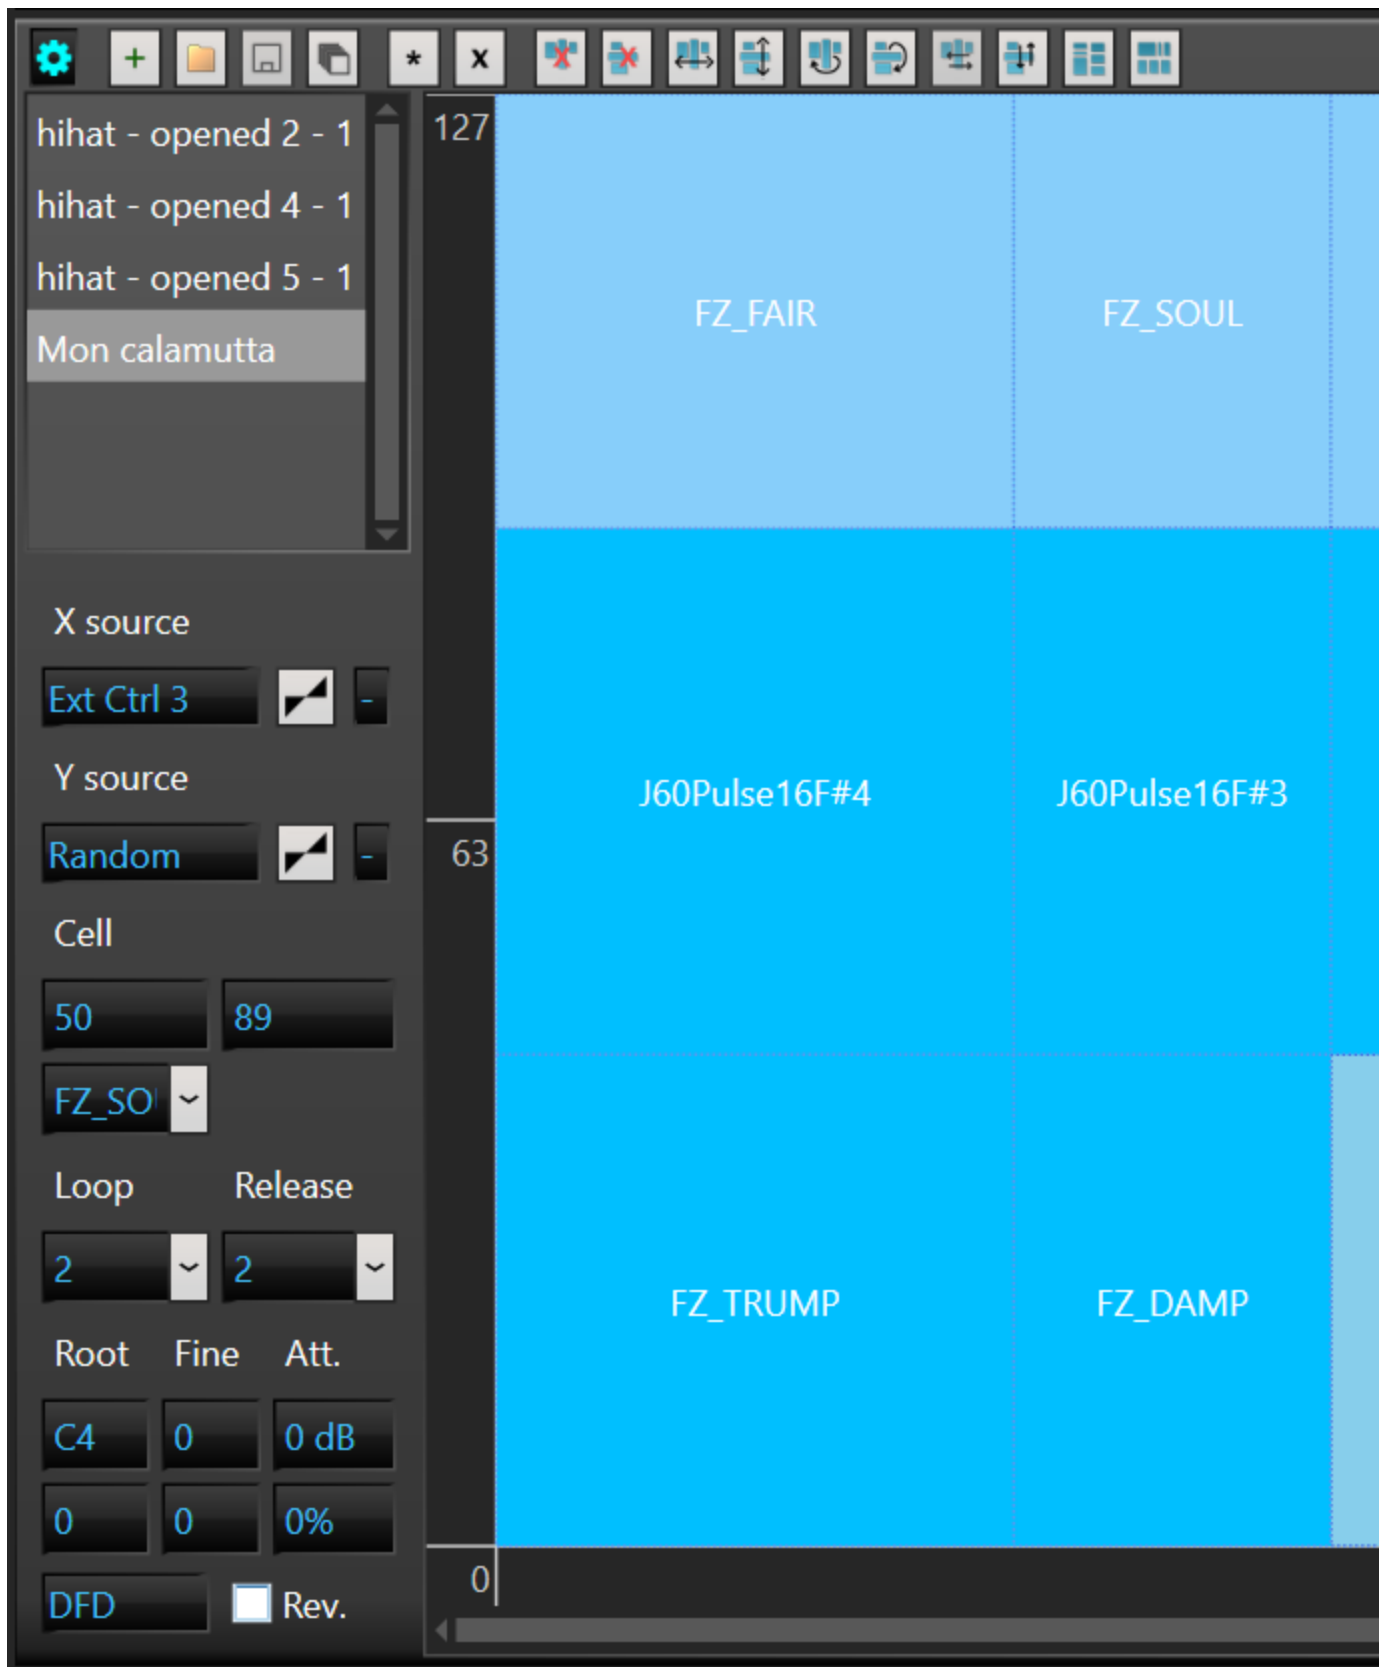 + * x
hihat - opened 2 - 1
hihat - opened 4 - 1
hihat - opened 5 - 1
Mon calamutta
X source
Ext Ctrl 3 -
Y source
Random -
Cell
50 89
FZ_SO
Loop Release
2 2
Root Fine Att.
C4 0 0 dB
0 0 0%
DFD Rev.
127
63
0
FZ_FAIR FZ_SOUL
J60Pulse16F#4 J60Pulse16F#3
FZ_TRUMP FZ_DAMP